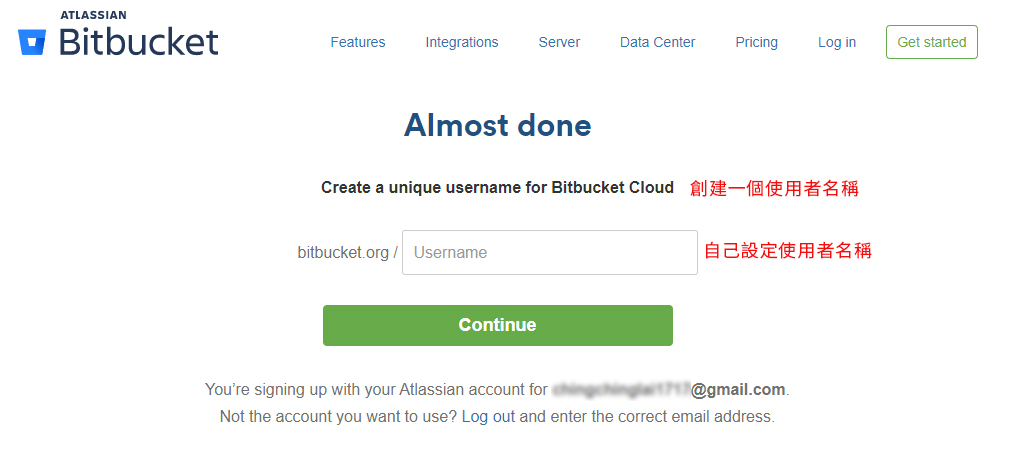 ATLASSIAN
Bitbucket
Features Integrations Server Data Center Pricing Log in Get started
Almost done
Create a unique username for Bitbucket Cloud 創建一個使用者名稱
bitbucket.org / Username 自己設定使用者名稱
Continue
You’re signing up with your Atlassian account for @gmail.com.
Not the account you want to use? Log out and enter the correct email address.